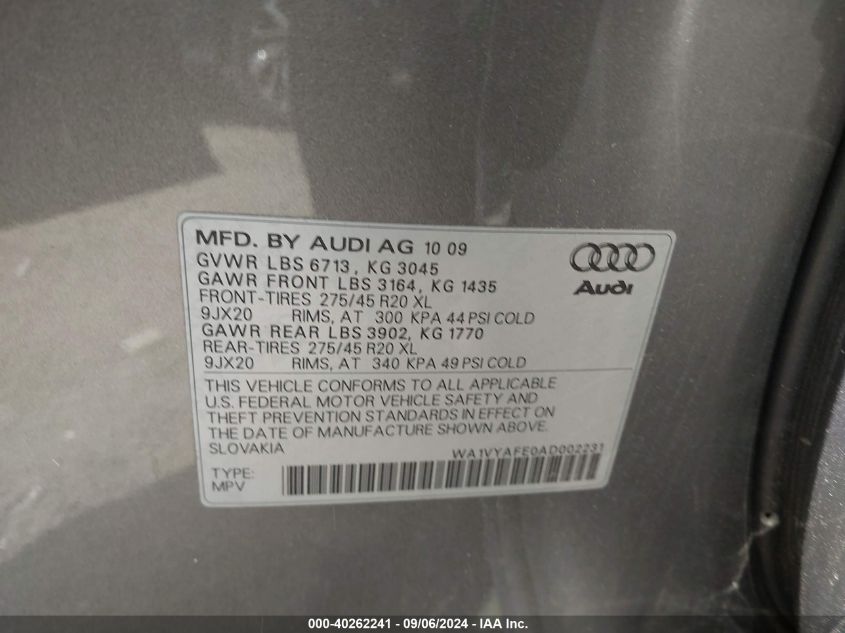 MFD. BY AUDI AG 10 09
GVWR LBS 6713, KG 3045
GAWR FRONT LBS 3164, KG 1435
FRONT-TIRES 275/45 R20 XL
9JX20 RIMS, AT 300 KPA 44 PSI COLD
GAWR REAR LBS 3902, KG 1770
REAR-TIRES 275/45 R20 XL
9JX20 RIMS, AT 340 KPA 49 PSI COLD
Audi
THIS VEHICLE CONFORMS TO ALL APPLICABLE
U.S. FEDERAL MOTOR VEHICLE SAFETY AND
THEFT PREVENTION STANDARDS IN EFFECT ON
THE DATE OF MANUFACTURE SHOWN ABOVE.
SLOVAKIA WA1VYAFE0AD002231
TYPE:
MPV
000-40262241 - 09/06/2024 - IAA Inc.